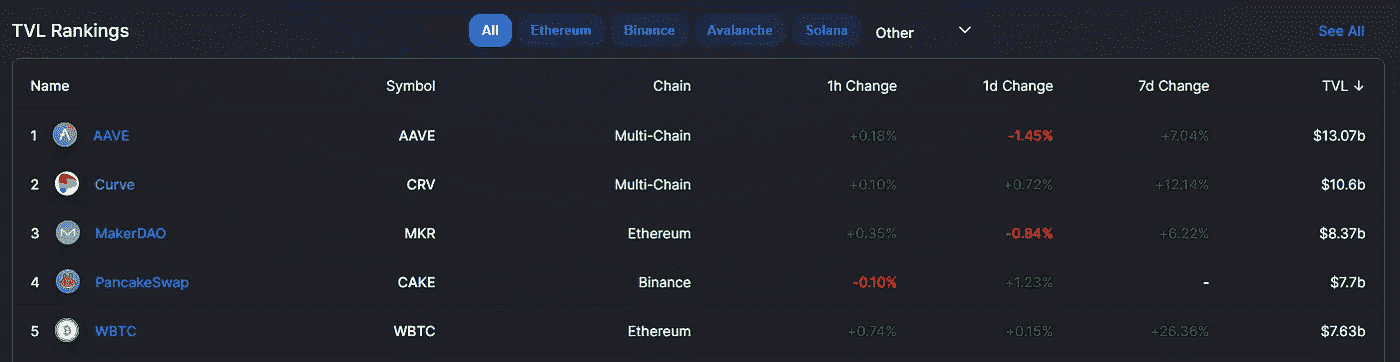 TVL Rankings All Ethereum Binance Avalanche Solana Other See All
Name Symbol Chain 1h Change 1d Change 7d Change TVL ↓
1 AAVE AAVE Multi-Chain +0.18% -1.45% +7.04% $13.07b
2 Curve CRV Multi-Chain +0.10% +0.72% +12.14% $10.6b
3 MakerDAO MKR Ethereum +0.35% -0.84% +6.22% $8.37b
4 PancakeSwap CAKE Binance -0.10% +1.23% - $7.7b
5 WBTC WBTC Ethereum +0.74% +0.15% +26.36% $7.63b